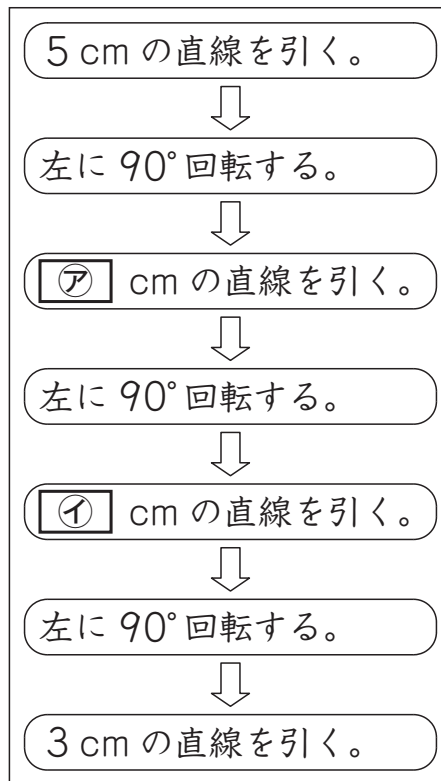 5 cm の直線を引く。
左に 90°回転する。
㋐ cm の直線を引く。
左に 90°回転する。
㋑ cm の直線を引く。
左に 90°回転する。
3 cm の直線を引く。